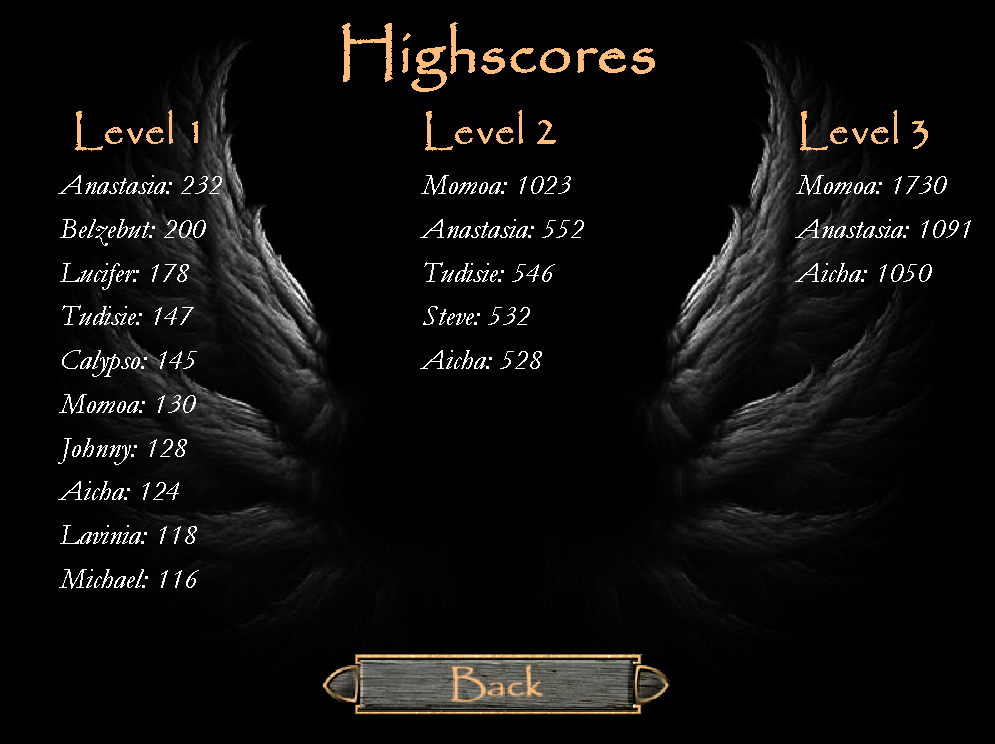 Highscores
Level 1
Anastasia: 232
Belzebut: 200
Lucifer: 178
Tudisie: 147
Calypso: 145
Momoa: 130
Johnny: 128
Aicha: 124
Lavinia: 118
Michael: 116
Level 2
Momoa: 1023
Anastasia: 552
Tudisie: 546
Steve: 532
Aicha: 528
Level 3
Momoa: 1730
Anastasia: 1091
Aicha: 1050
Back